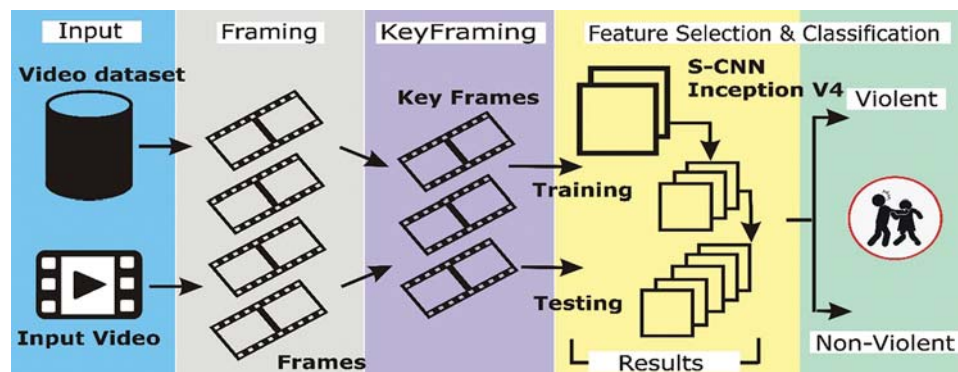 Input
Framing
KeyFraming
Feature Selection & Classification
Video dataset
Key Frames
S-CNN
Inception V4
Violent
Training
Testing
Input Video
Frames
Results
Non-Violent